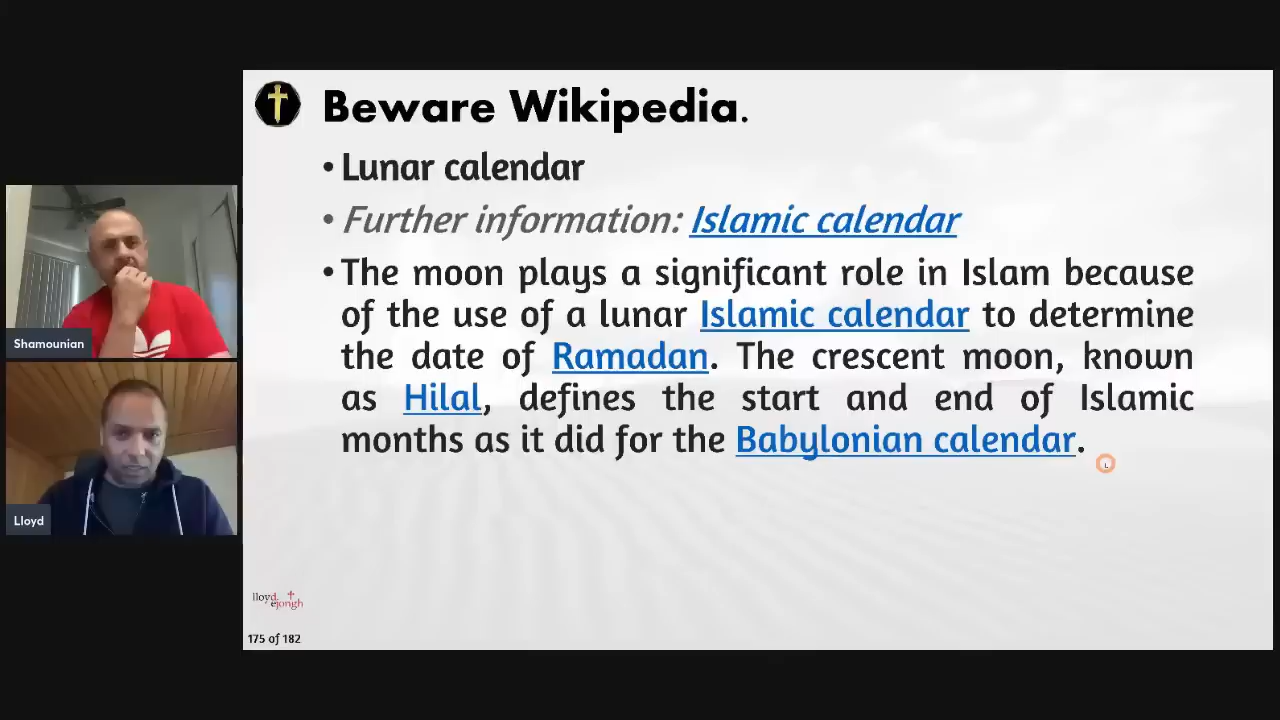 Beware Wikipedia.
• Lunar calendar
• Further information: Islamic calendar
• The moon plays a significant role in Islam because
of the use of a lunar Islamic calendar to determine
the date of Ramadan. The crescent moon, known
as Hilal, defines the start and end of Islamic
months as it did for the Babylonian calendar.
Shamounian
Lloyd
lloyd.
ejongh
175 of 182